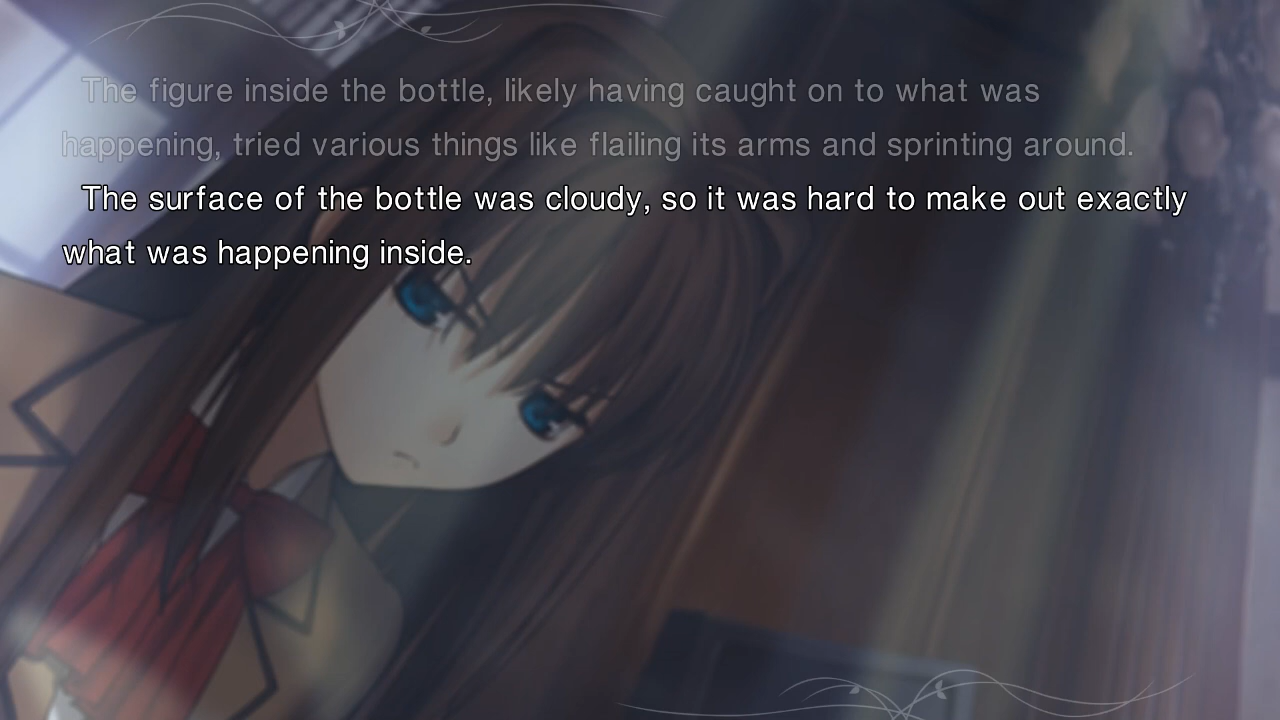 The figure inside the bottle, likely having caught on to what was
happening, tried various things like flailing its arms and sprinting around.
The surface of the bottle was cloudy, so it was hard to make out exactly
what was happening inside.